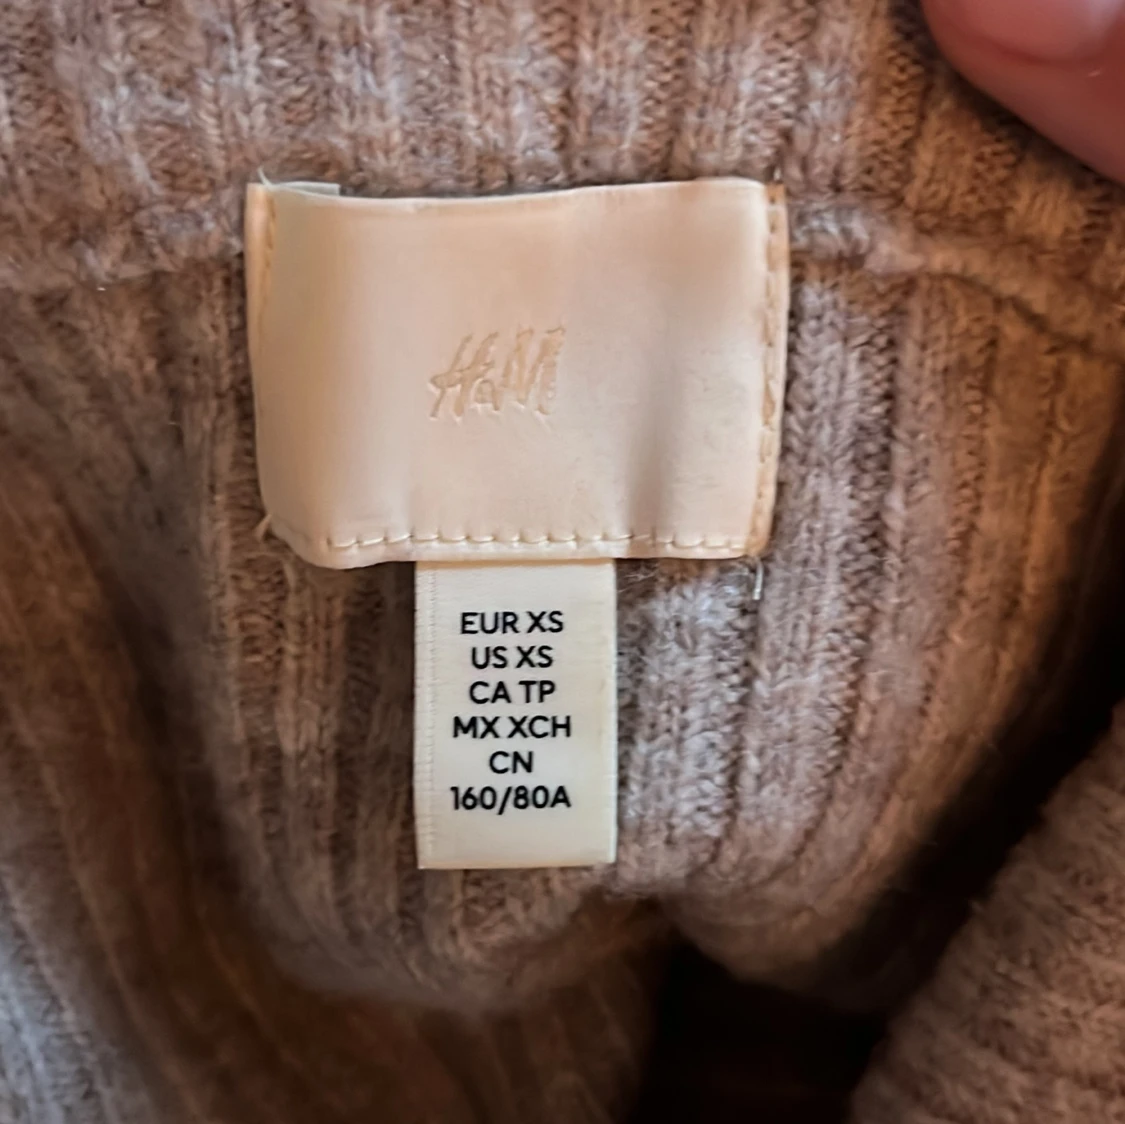 H&M
EUR XS
US XS
CA TP
MX XCH
CN
160/80A